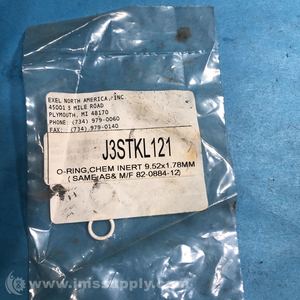 EXEL NORTH AMERICA, INC.
45001 5 MILE ROAD
PLYMOUTH, MI 48170
PHONE: (734) 979-0060
FAX: (734) 979-0140
J3STKL121
O-RING,CHEM INERT 9.52x1.78MM
( SAME AS& M/F 82-0884-12)
© www.jmssupply.com